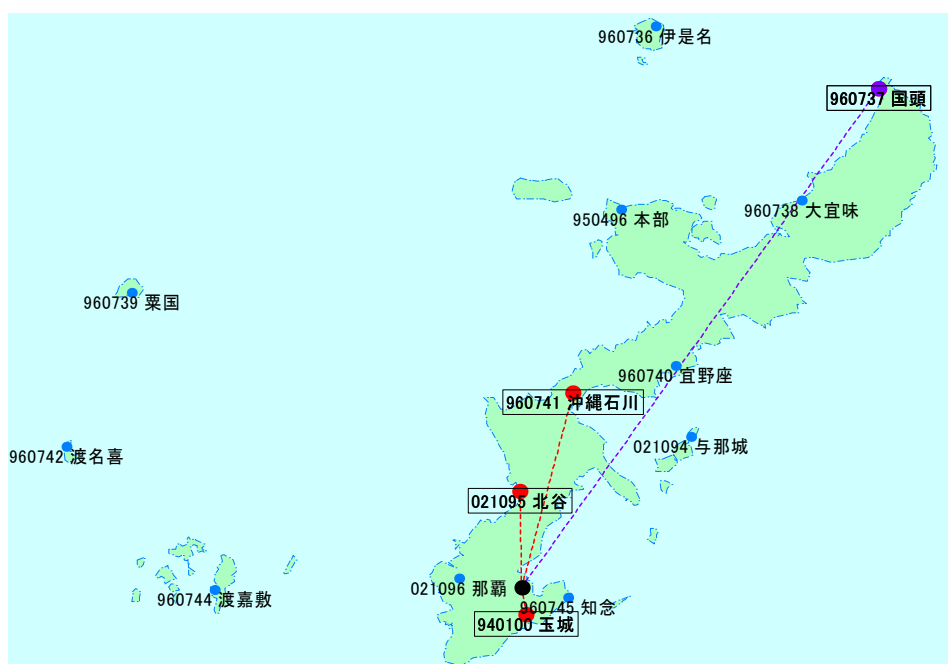 960736 伊是名
960737 国頭
960738 大宜味
950496 本部
960739 粟国
960740 宜野座
960741 沖縄石川
021094 与那城
960742 渡名喜
021095 北谷
021096 那覇
960744 渡嘉敷
960745 知念
940100 玉城